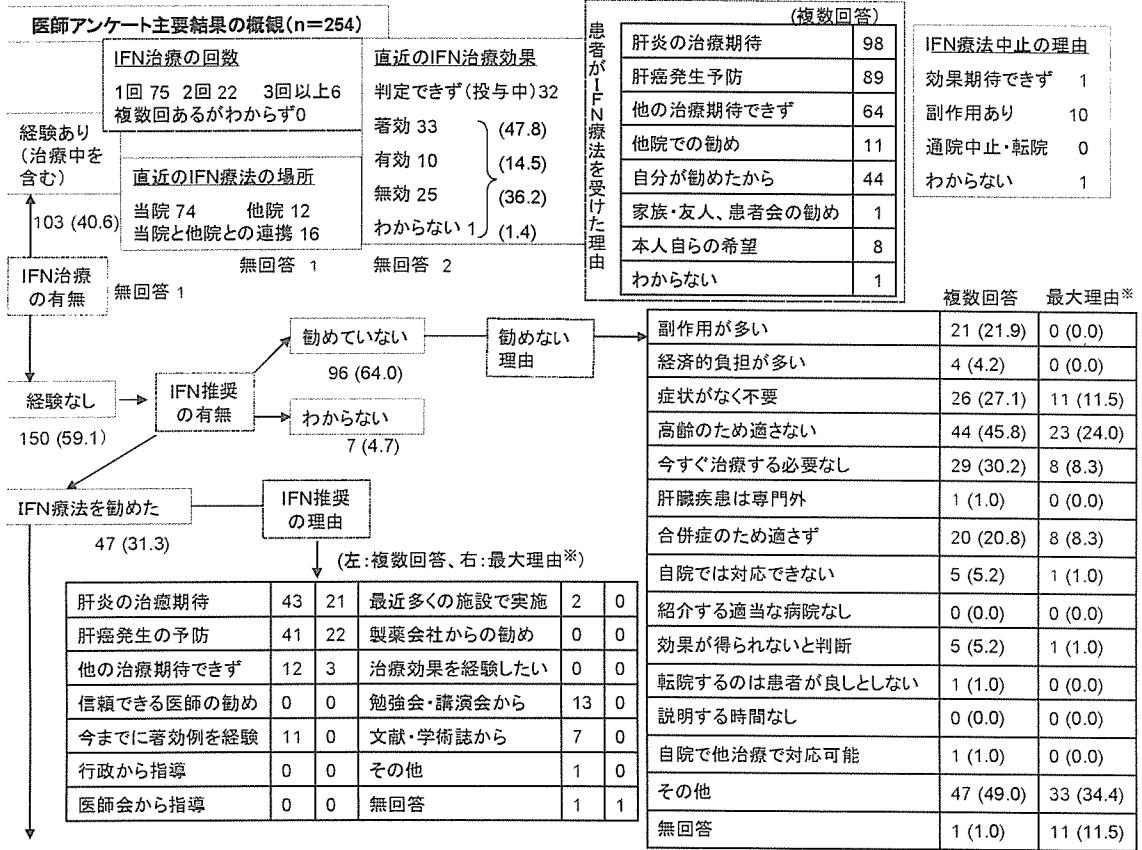 医師アンケート主要結果の概観(n=254)
IFN治療の回数
1回 75 2回 22 3回以上6
複数回あるがわからず0
直近のIFN治療効果
判定できず(投与中)32
著効 33 (47.8)
有効 10 (14.5)
無効 25 (36.2)
わからない 1 (1.4)
無回答 2
直近のIFN療法の場所
当院 74 他院 12
当院と他院との連携 16
無回答 1
経験あり
(治療中を
含む)
103 (40.6)
IFN治療
の有無
無回答 1
経験なし
150 (59.1)
患者がIFN療法を受けた理由
(複数回答)
肝炎の治療期待 98
肝癌発生予防 89
他の治療期待できず 64
他院での勧め 11
自分が勧めたから 44
家族・友人、患者会の勧め 1
本人自らの希望 8
わからない 1
IFN療法中止の理由
効果期待できず 1
副作用あり 10
通院中止・転院 0
わからない 1
IFN推奨
の有無
勧めていない
96 (64.0)
わからない
7 (4.7)
勧めない
理由
複数回答 最大理由※
副作用が多い 21 (21.9) 0 (0.0)
経済的負担が多い 4 (4.2) 0 (0.0)
症状がなく不要 26 (27.1) 11 (11.5)
高齢のため適さない 44 (45.8) 23 (24.0)
今すぐ治療する必要なし 29 (30.2) 8 (8.3)
肝臓疾患は専門外 1 (1.0) 0 (0.0)
合併症のため適さず 20 (20.8) 8 (8.3)
自院では対応できない 5 (5.2) 1 (1.0)
紹介する適当な病院なし 0 (0.0) 0 (0.0)
効果が得られないと判断 5 (5.2) 1 (1.0)
転院するのは患者が良しとしない 1 (1.0) 0 (0.0)
説明する時間なし 0 (0.0) 0 (0.0)
自院で他治療で対応可能 1 (1.0) 0 (0.0)
その他 47 (49.0) 33 (34.4)
無回答 1 (1.0) 11 (11.5)
IFN療法を勧めた
47 (31.3)
IFN推奨
の理由
(左:複数回答、右:最大理由※)
肝炎の治癒期待 43 21 最近多くの施設で実施 2 0
肝癌発生の予防 41 22 製薬会社からの勧め 0 0
他の治療期待できず 12 3 治療効果を経験したい 0 0
信頼できる医師の勧め 0 0 勉強会・講演会から 13 0
今までに著効例を経験 11 0 文献・学術誌から 7 0
行政から指導 0 0 その他 1 0
医師会から指導 0 0 無回答 1 1